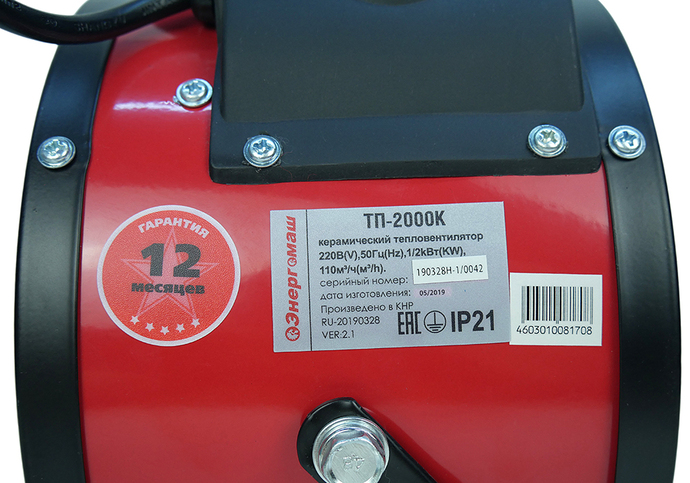 ГАРАНТИЯ
12
месяцев
Энергомаш
ТП-2000К
керамический тепловентилятор
220В(V),50Гц(Hz),1/2кВт(KW),
110м³/ч(м³/h).
серийный номер: 190328H-1/0042
дата изготовления: 05/2019
Произведено в КНР
RU-20190328
VER:2.1
EAC IP21
4603010081708